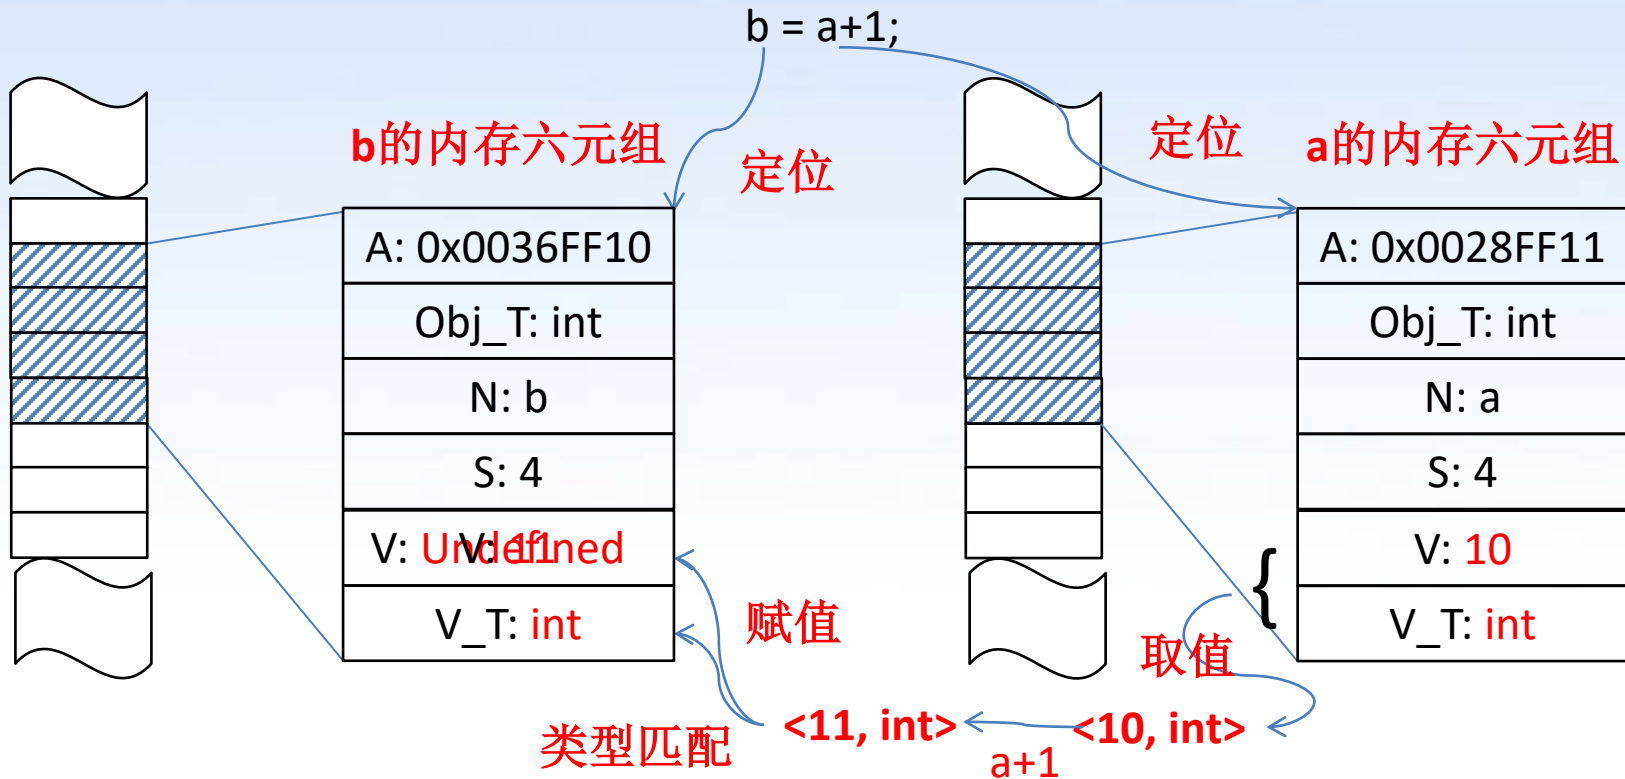 b = a+1;
b的内存六元组
定位
定位
a的内存六元组
A: 0x0036FF10
Obj_T: int
N: b
S: 4
V: Undefined
V: 11
V_T: int
赋值
A: 0x0028FF11
Obj_T: int
N: a
S: 4
V: 10
V_T: int
{
取值
类型匹配
<11, int>
a+1
<10, int>